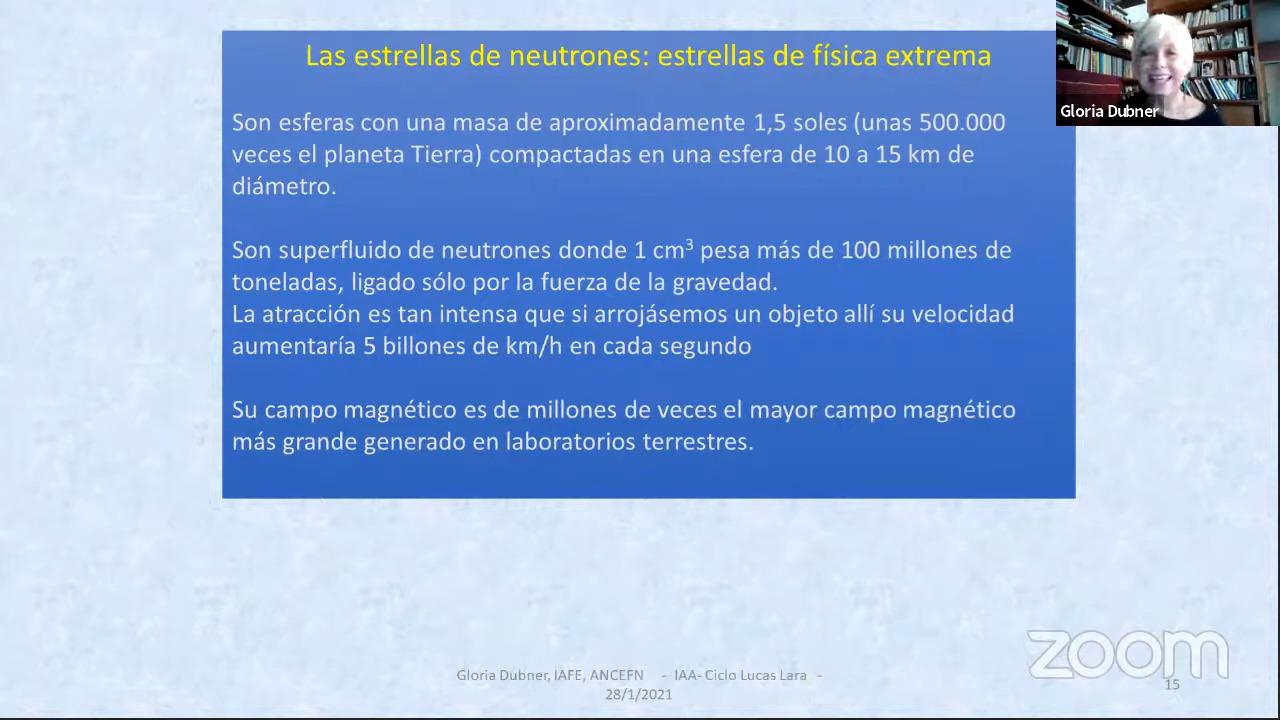 Las estrellas de neutrones: estrellas de física extrema
Gloria Dubner
Son esferas con una masa de aproximadamente 1,5 soles (unas 500.000
veces el planeta Tierra) compactadas en una esfera de 10 a 15 km de
diámetro.
Son superfluido de neutrones donde 1 cm³ pesa más de 100 millones de
toneladas, ligado sólo por la fuerza de la gravedad.
La atracción es tan intensa que si arrojásemos un objeto allí su velocidad
aumentaría 5 billones de km/h en cada segundo
Su campo magnético es de millones de veces el mayor campo magnético
más grande generado en laboratorios terrestres.
zoom
Gloria Dubner, IAFE, ANCEFN - IAA- Ciclo Lucas Lara -
28/1/2021
15